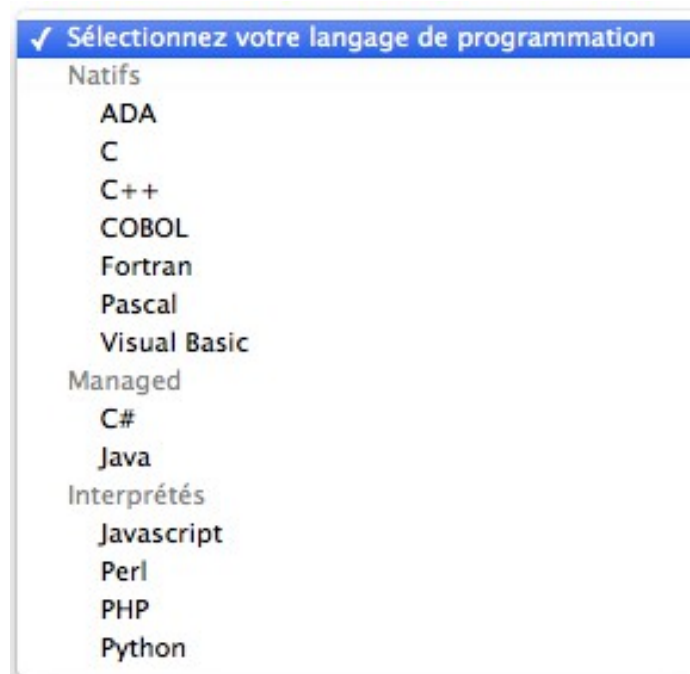 Sélectionnez votre langage de programmation
Natifs
ADA
C
C++
COBOL
Fortran
Pascal
Visual Basic
Managed
C#
Java
Interprétés
Javascript
Perl
PHP
Python